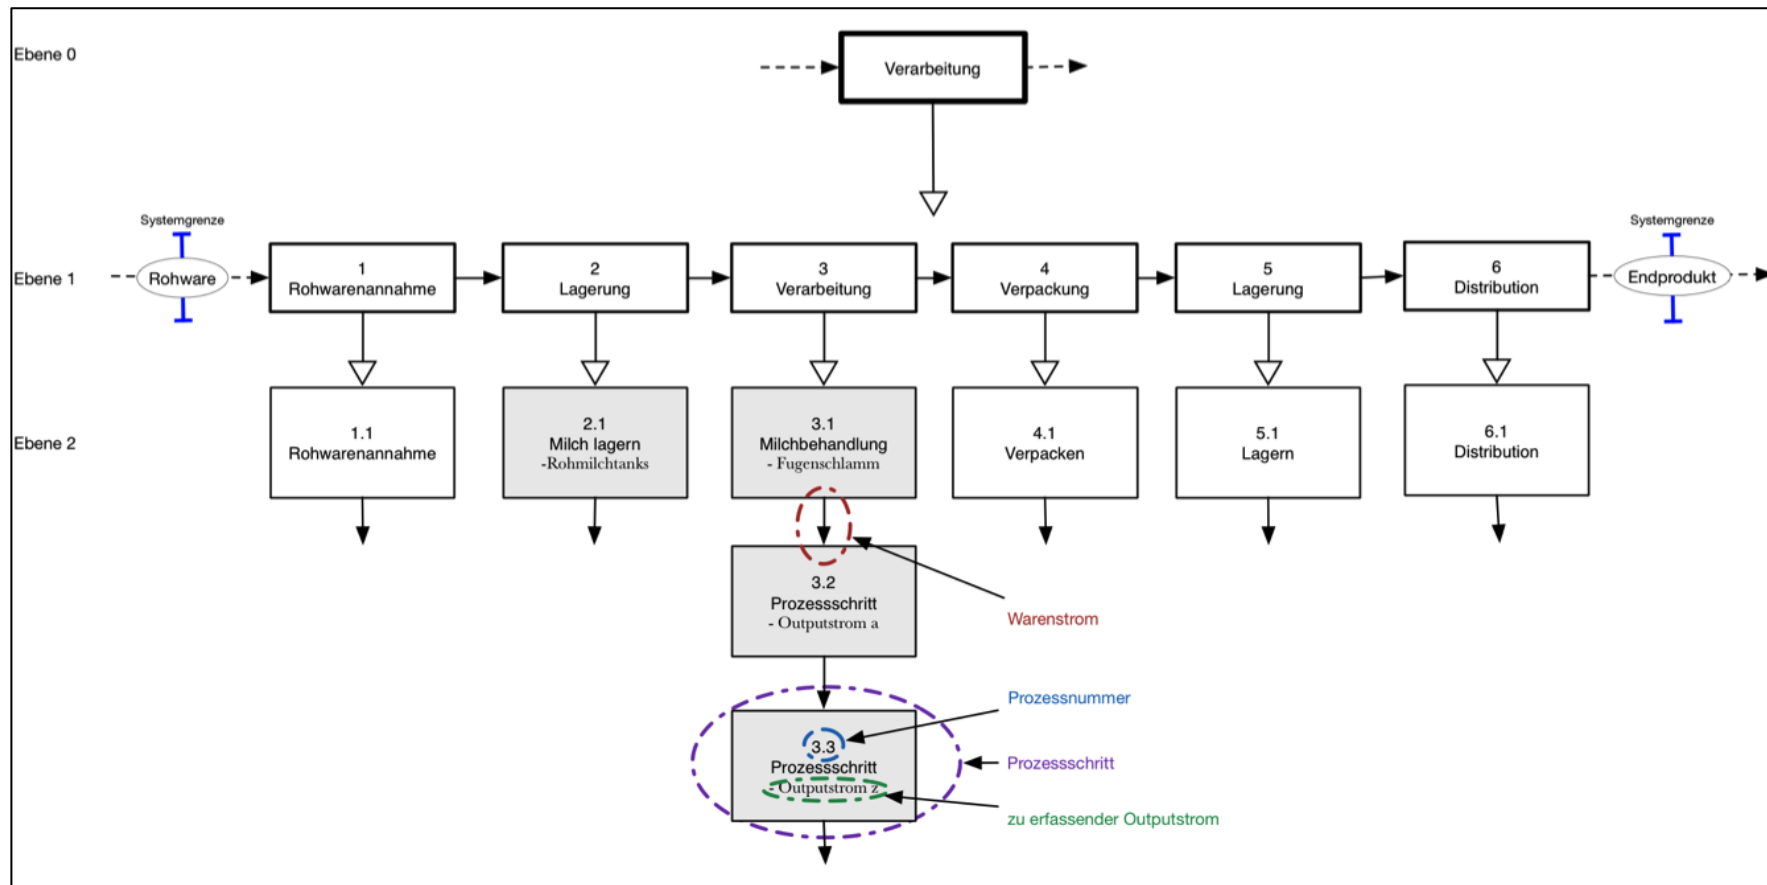 Ebene 0
Verarbeitung
Systemgrenze
Systemgrenze
Ebene 1
Rohware
1
Rohwarenannahme
2
Lagerung
3
Verarbeitung
4
Verpackung
5
Lagerung
6
Distribution
Endprodukt
Ebene 2
1.1
Rohwarenannahme
2.1
Milch lagern
-Rohmilchtanks
3.1
Milchbehandlung
- Fugenschlamm
4.1
Verpacken
5.1
Lagern
6.1
Distribution
3.2
Prozessschritt
- Outputstrom a
Warenstrom
Prozessnummer
3.3
Prozessschritt
- Outputstrom z
Prozessschritt
zu erfassender Outputstrom